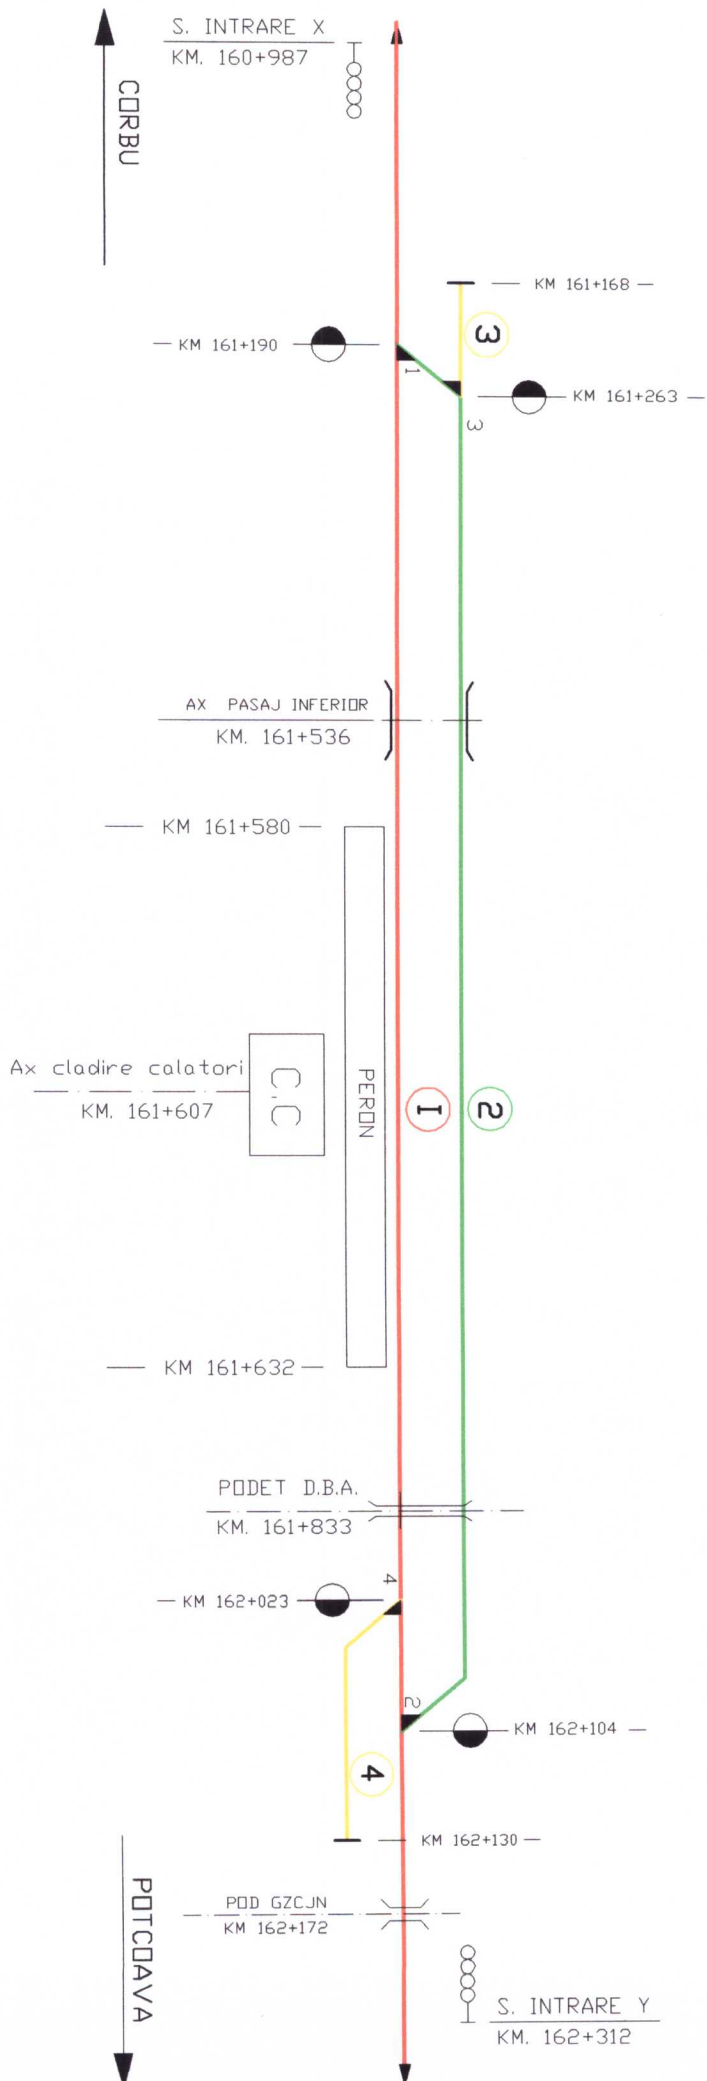 S. INTRARE X
KM. 160+987
CORBU
KM 161+168
3
KM 161+190
1
KM 161+263
3
AX PASAJ INFERIOR
KM. 161+536
KM 161+580
Ax cladire calatori
KM. 161+607
C.C
PERON
I
2
KM 161+632
PODET D.B.A.
KM. 161+833
4
KM 162+023
2
KM 162+104
4
KM 162+130
POTCOAVA
POD GZCJN
KM 162+172
S. INTRARE Y
KM. 162+312